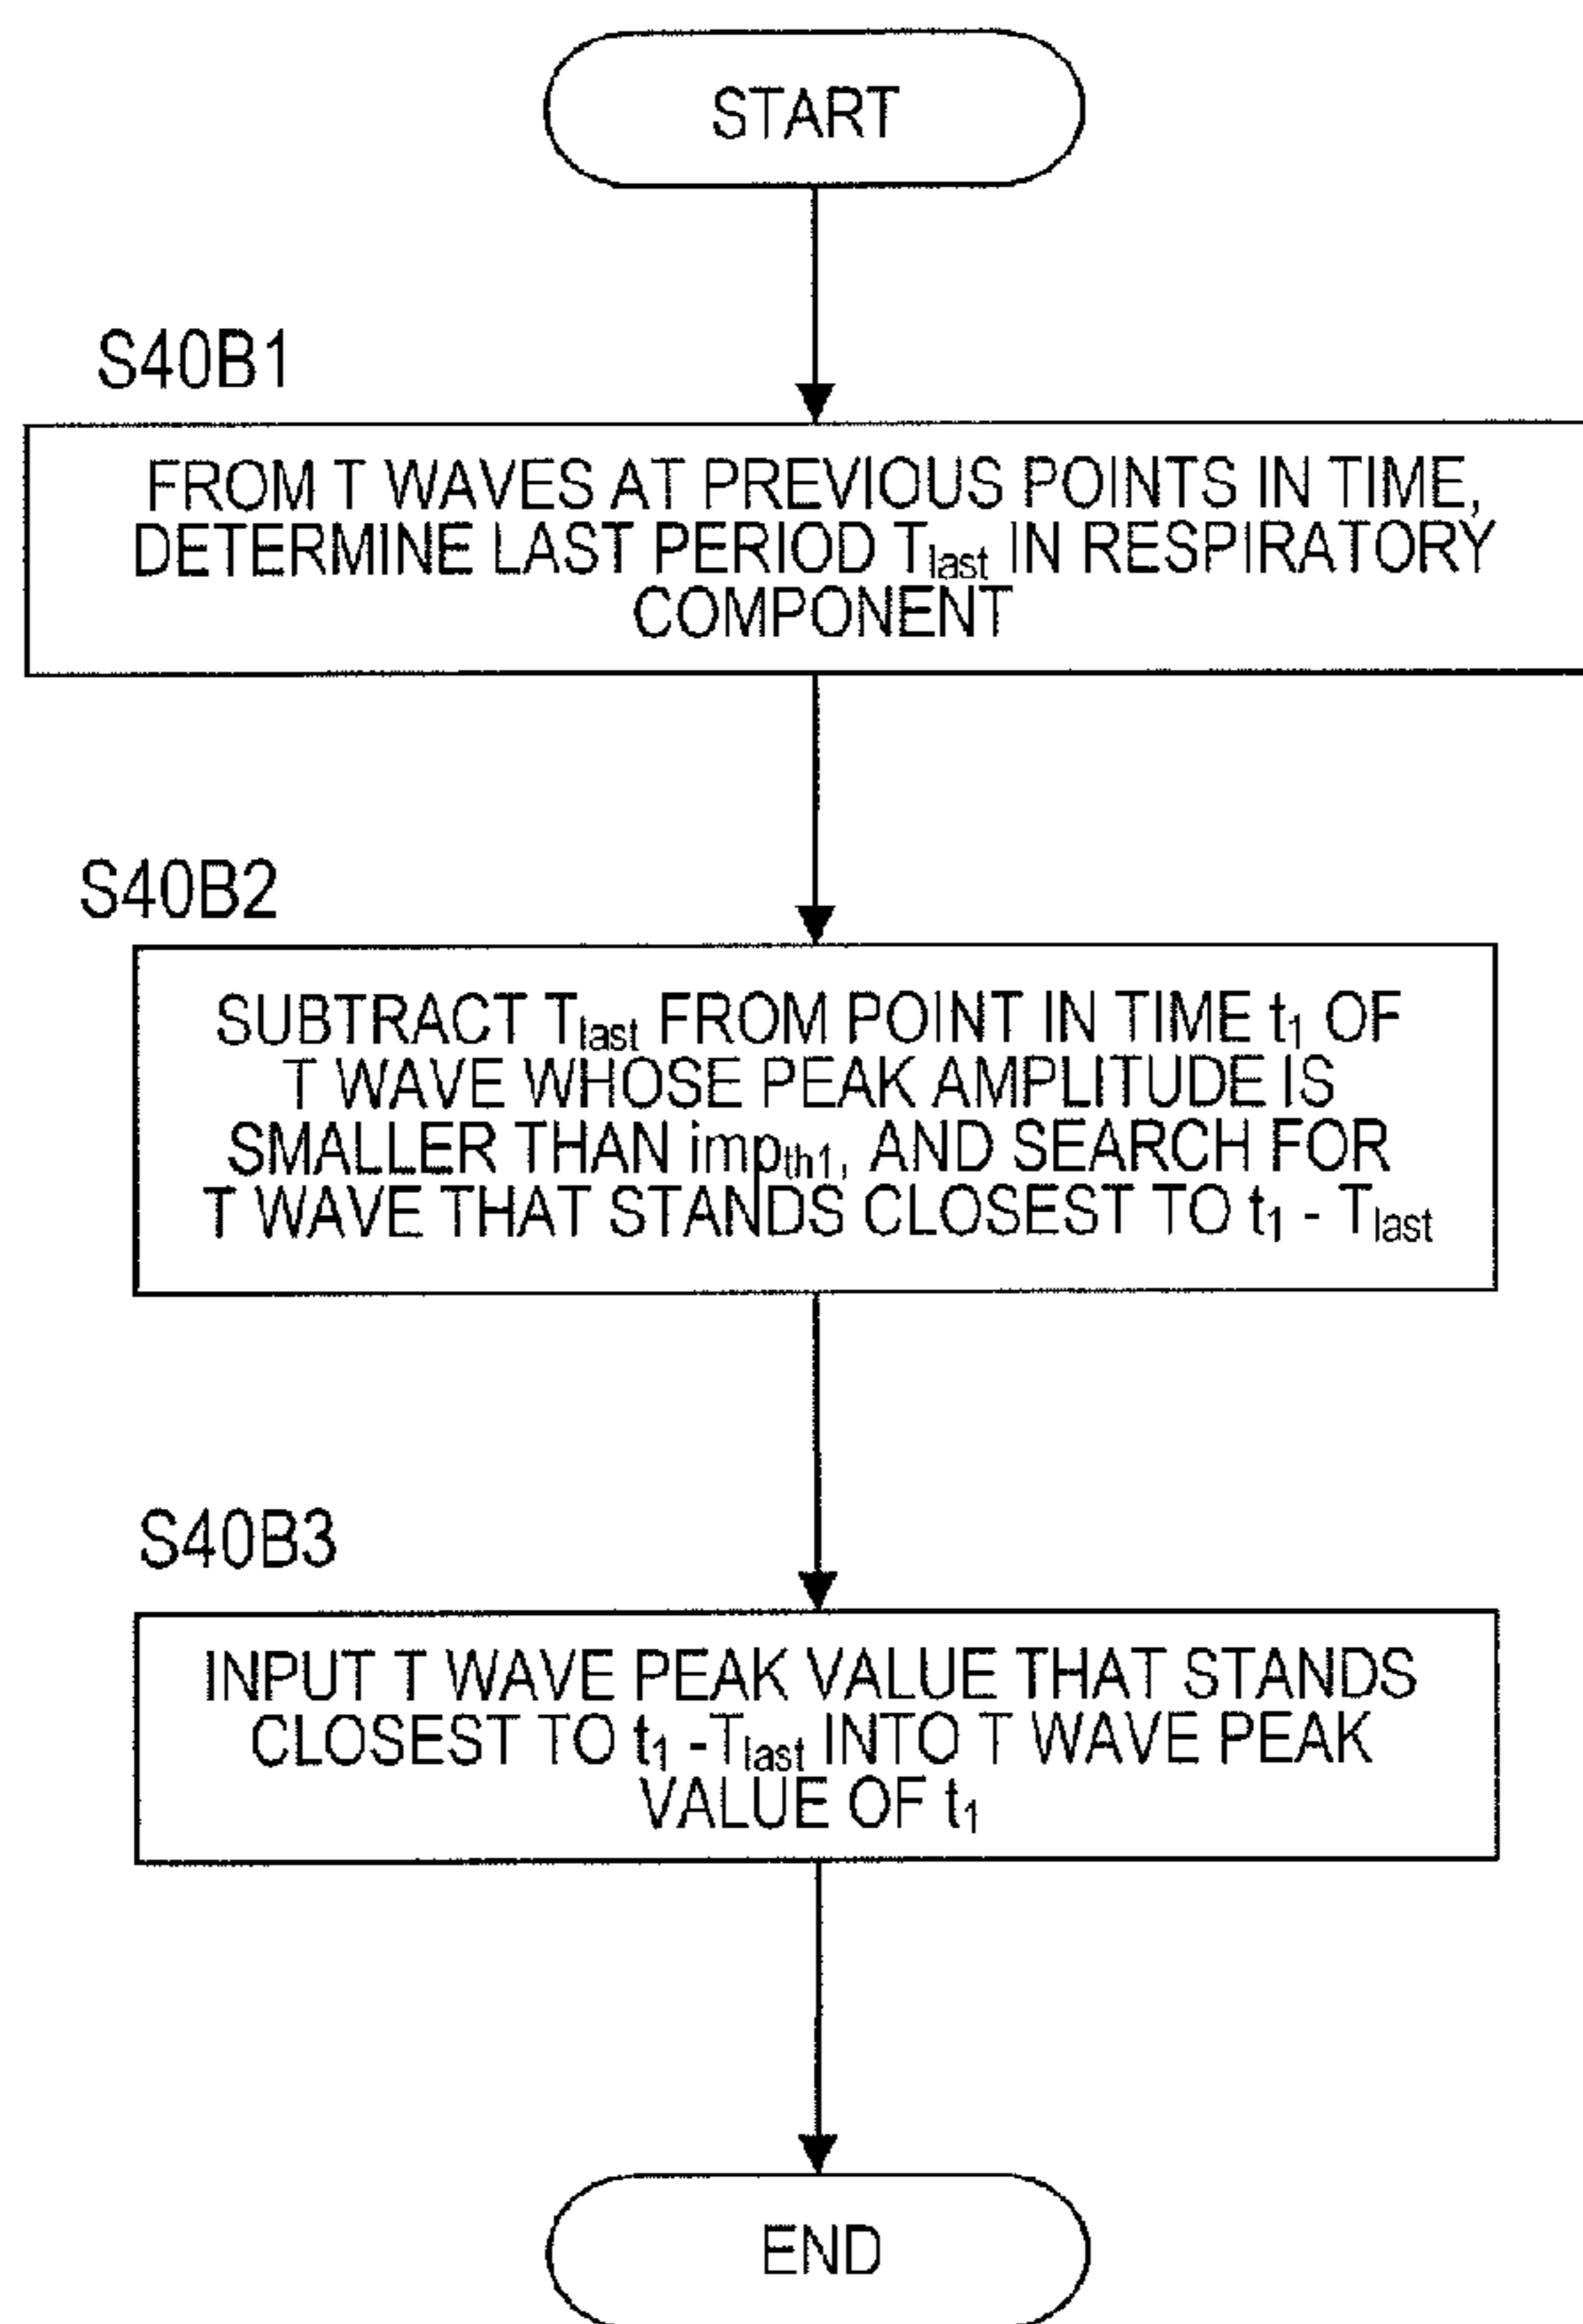 START
S40B1
FROM T WAVES AT PREVIOUS POINTS IN TIME,
DETERMINE LAST PERIOD Tlast IN RESPIRATORY
COMPONENT
S40B2
SUBTRACT Tlast FROM POINT IN TIME t1 OF
T WAVE WHOSE PEAK AMPLITUDE IS
SMALLER THAN impth1, AND SEARCH FOR
T WAVE THAT STANDS CLOSEST TO t1 - Tlast
S40B3
INPUT T WAVE PEAK VALUE THAT STANDS
CLOSEST TO t1 -Tlast INTO T WAVE PEAK
VALUE OF t1
END